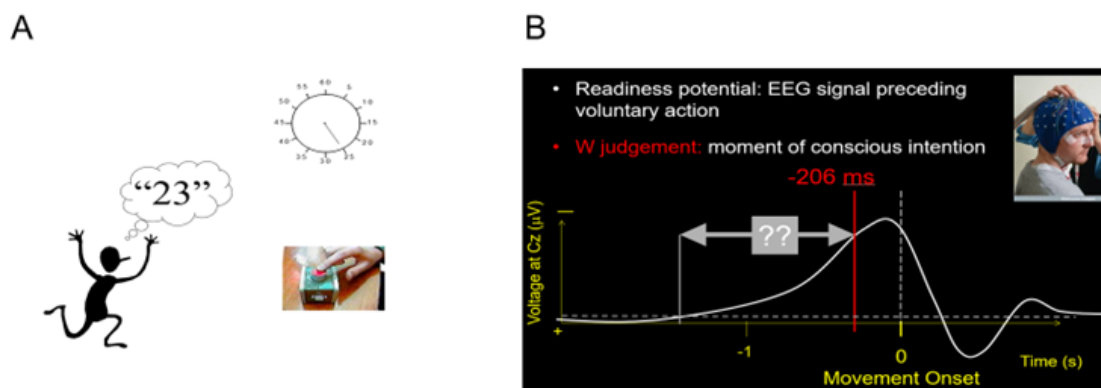 A
60
55
5
50
10
45
15
40
20
35
25
30
“23”
B
• Readiness potential: EEG signal preceding
voluntary action
• W judgement: moment of conscious intention
-206 ms
??
Voltage at Cz (µV)
—
+
-1
0
Time (s)
Movement Onset